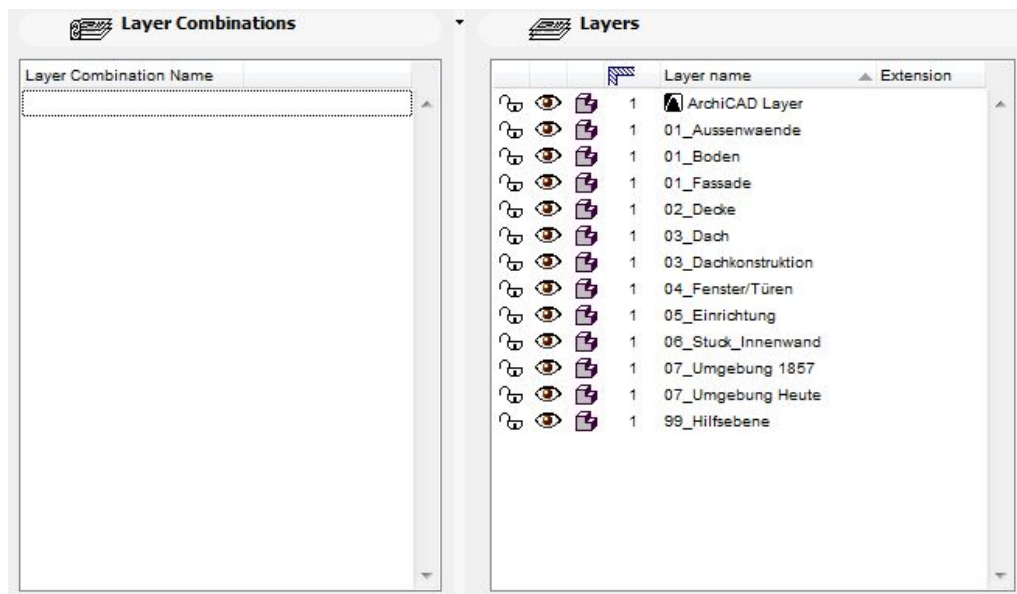 Layer Combinations
Layer Combination Name
Layers
Layer name Extension
1 ArchiCAD Layer
1 01_Aussenwaende
1 01_Boden
1 01_Fassade
1 02_Decke
1 03_Dach
1 03_Dachkonstruktion
1 04_Fenster/Türen
1 05_Einrichtung
1 06_Stuck_Innenwand
1 07_Umgebung 1857
1 07_Umgebung Heute
1 99_Hilfsebene